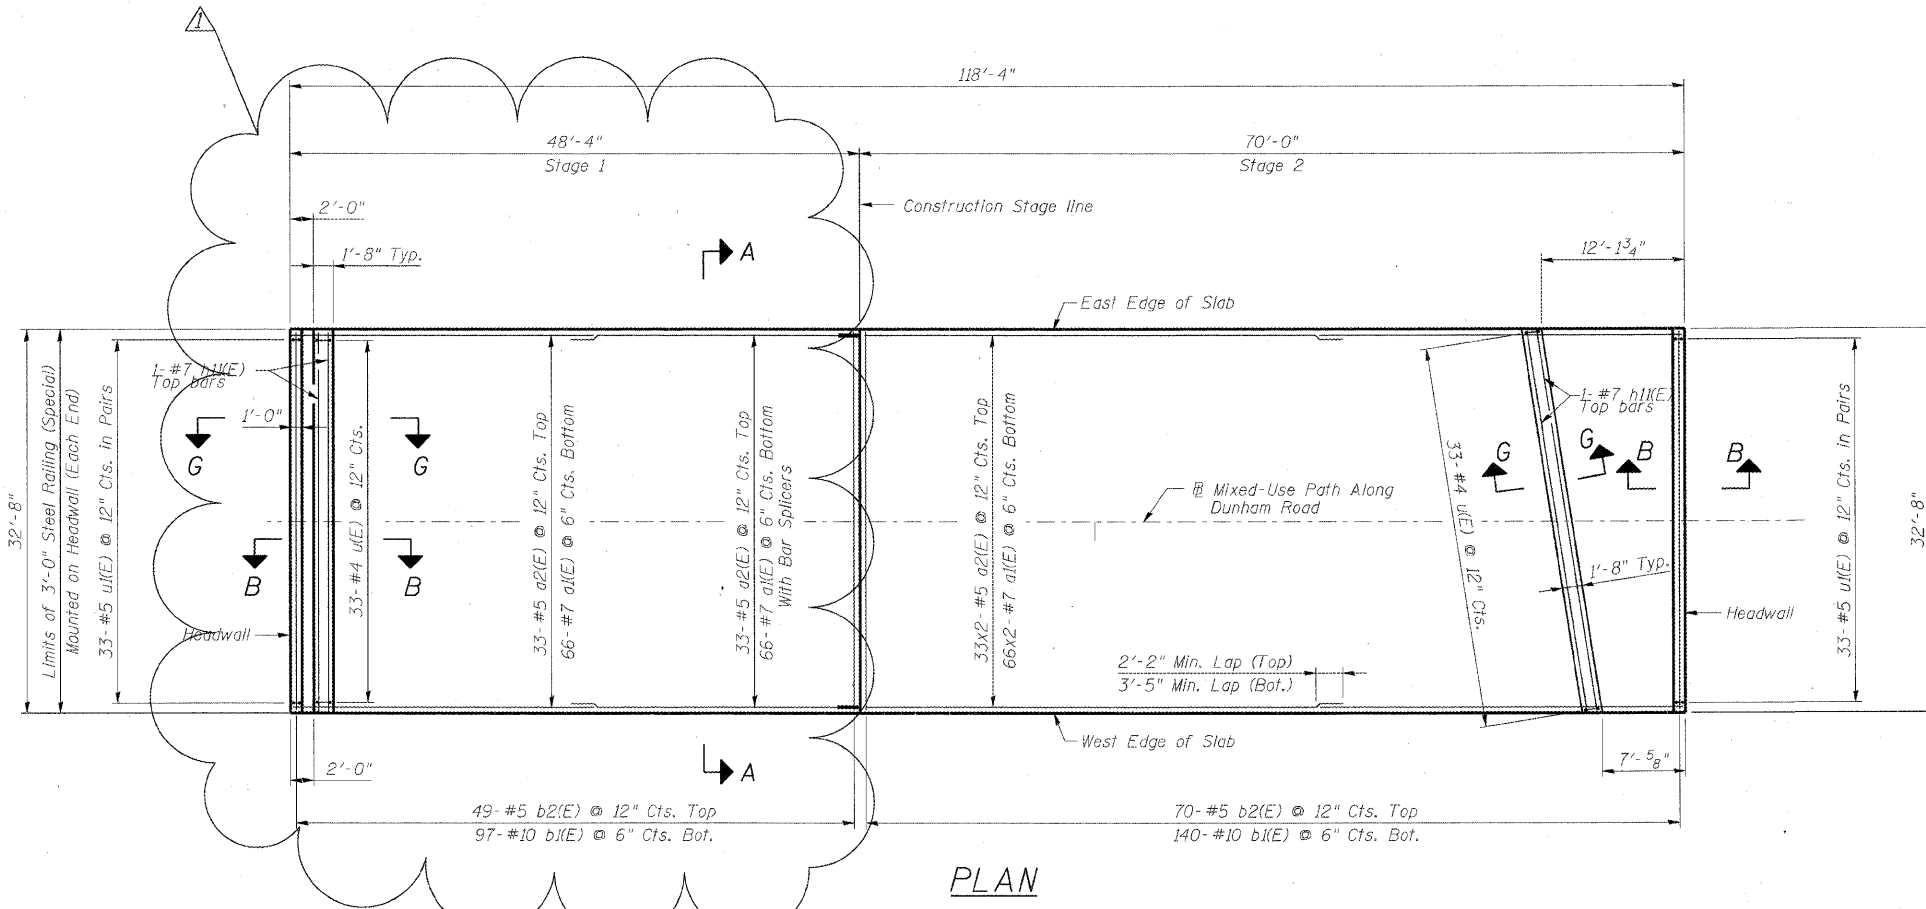 1
118'-4"
48'-4"
Stage 1
70'-0"
Stage 2
2'-0"
Construction Stage line
1'-8" Typ.
A
12'-1 3/4"
East Edge of Slab
32'-8"
Limits of 3'-0" Steel Railing (Special)
Mounted on Headwall (Each End)
33-#5 u1(E) @ 12" Cts. in Pairs
1-#7 h11(E)
Top bars
1'-0"
G
G
33-#4 u(E) @ 12" Cts.
B
B
Headwall
33-#5 a2(E) @ 12" Cts. Top
66-#7 a1(E) @ 6" Cts. Bottom
33-#5 a2(E) @ 12" Cts. Top
66-#7 a1(E) @ 6" Cts. Bottom
With Bar Splicers
33x2-#5 a2(E) @ 12" Cts. Top
66x2-#7 a1(E) @ 6" Cts. Bottom
℄ Mixed-Use Path Along
Dunham Road
2'-2" Min. Lap (Top)
3'-5" Min. Lap (Bot.)
33-#4 u(E) @ 12" Cts.
1-#7 h11(E)
Top bars
G
G
B
B
1'-8" Typ.
Headwall
33-#5 u1(E) @ 12" Cts. in Pairs
32'-8"
West Edge of Slab
2'-0"
A
7'-5/8"
49-#5 b2(E) @ 12" Cts. Top
97-#10 b1(E) @ 6" Cts. Bot.
70-#5 b2(E) @ 12" Cts. Top
140-#10 b1(E) @ 6" Cts. Bot.
PLAN